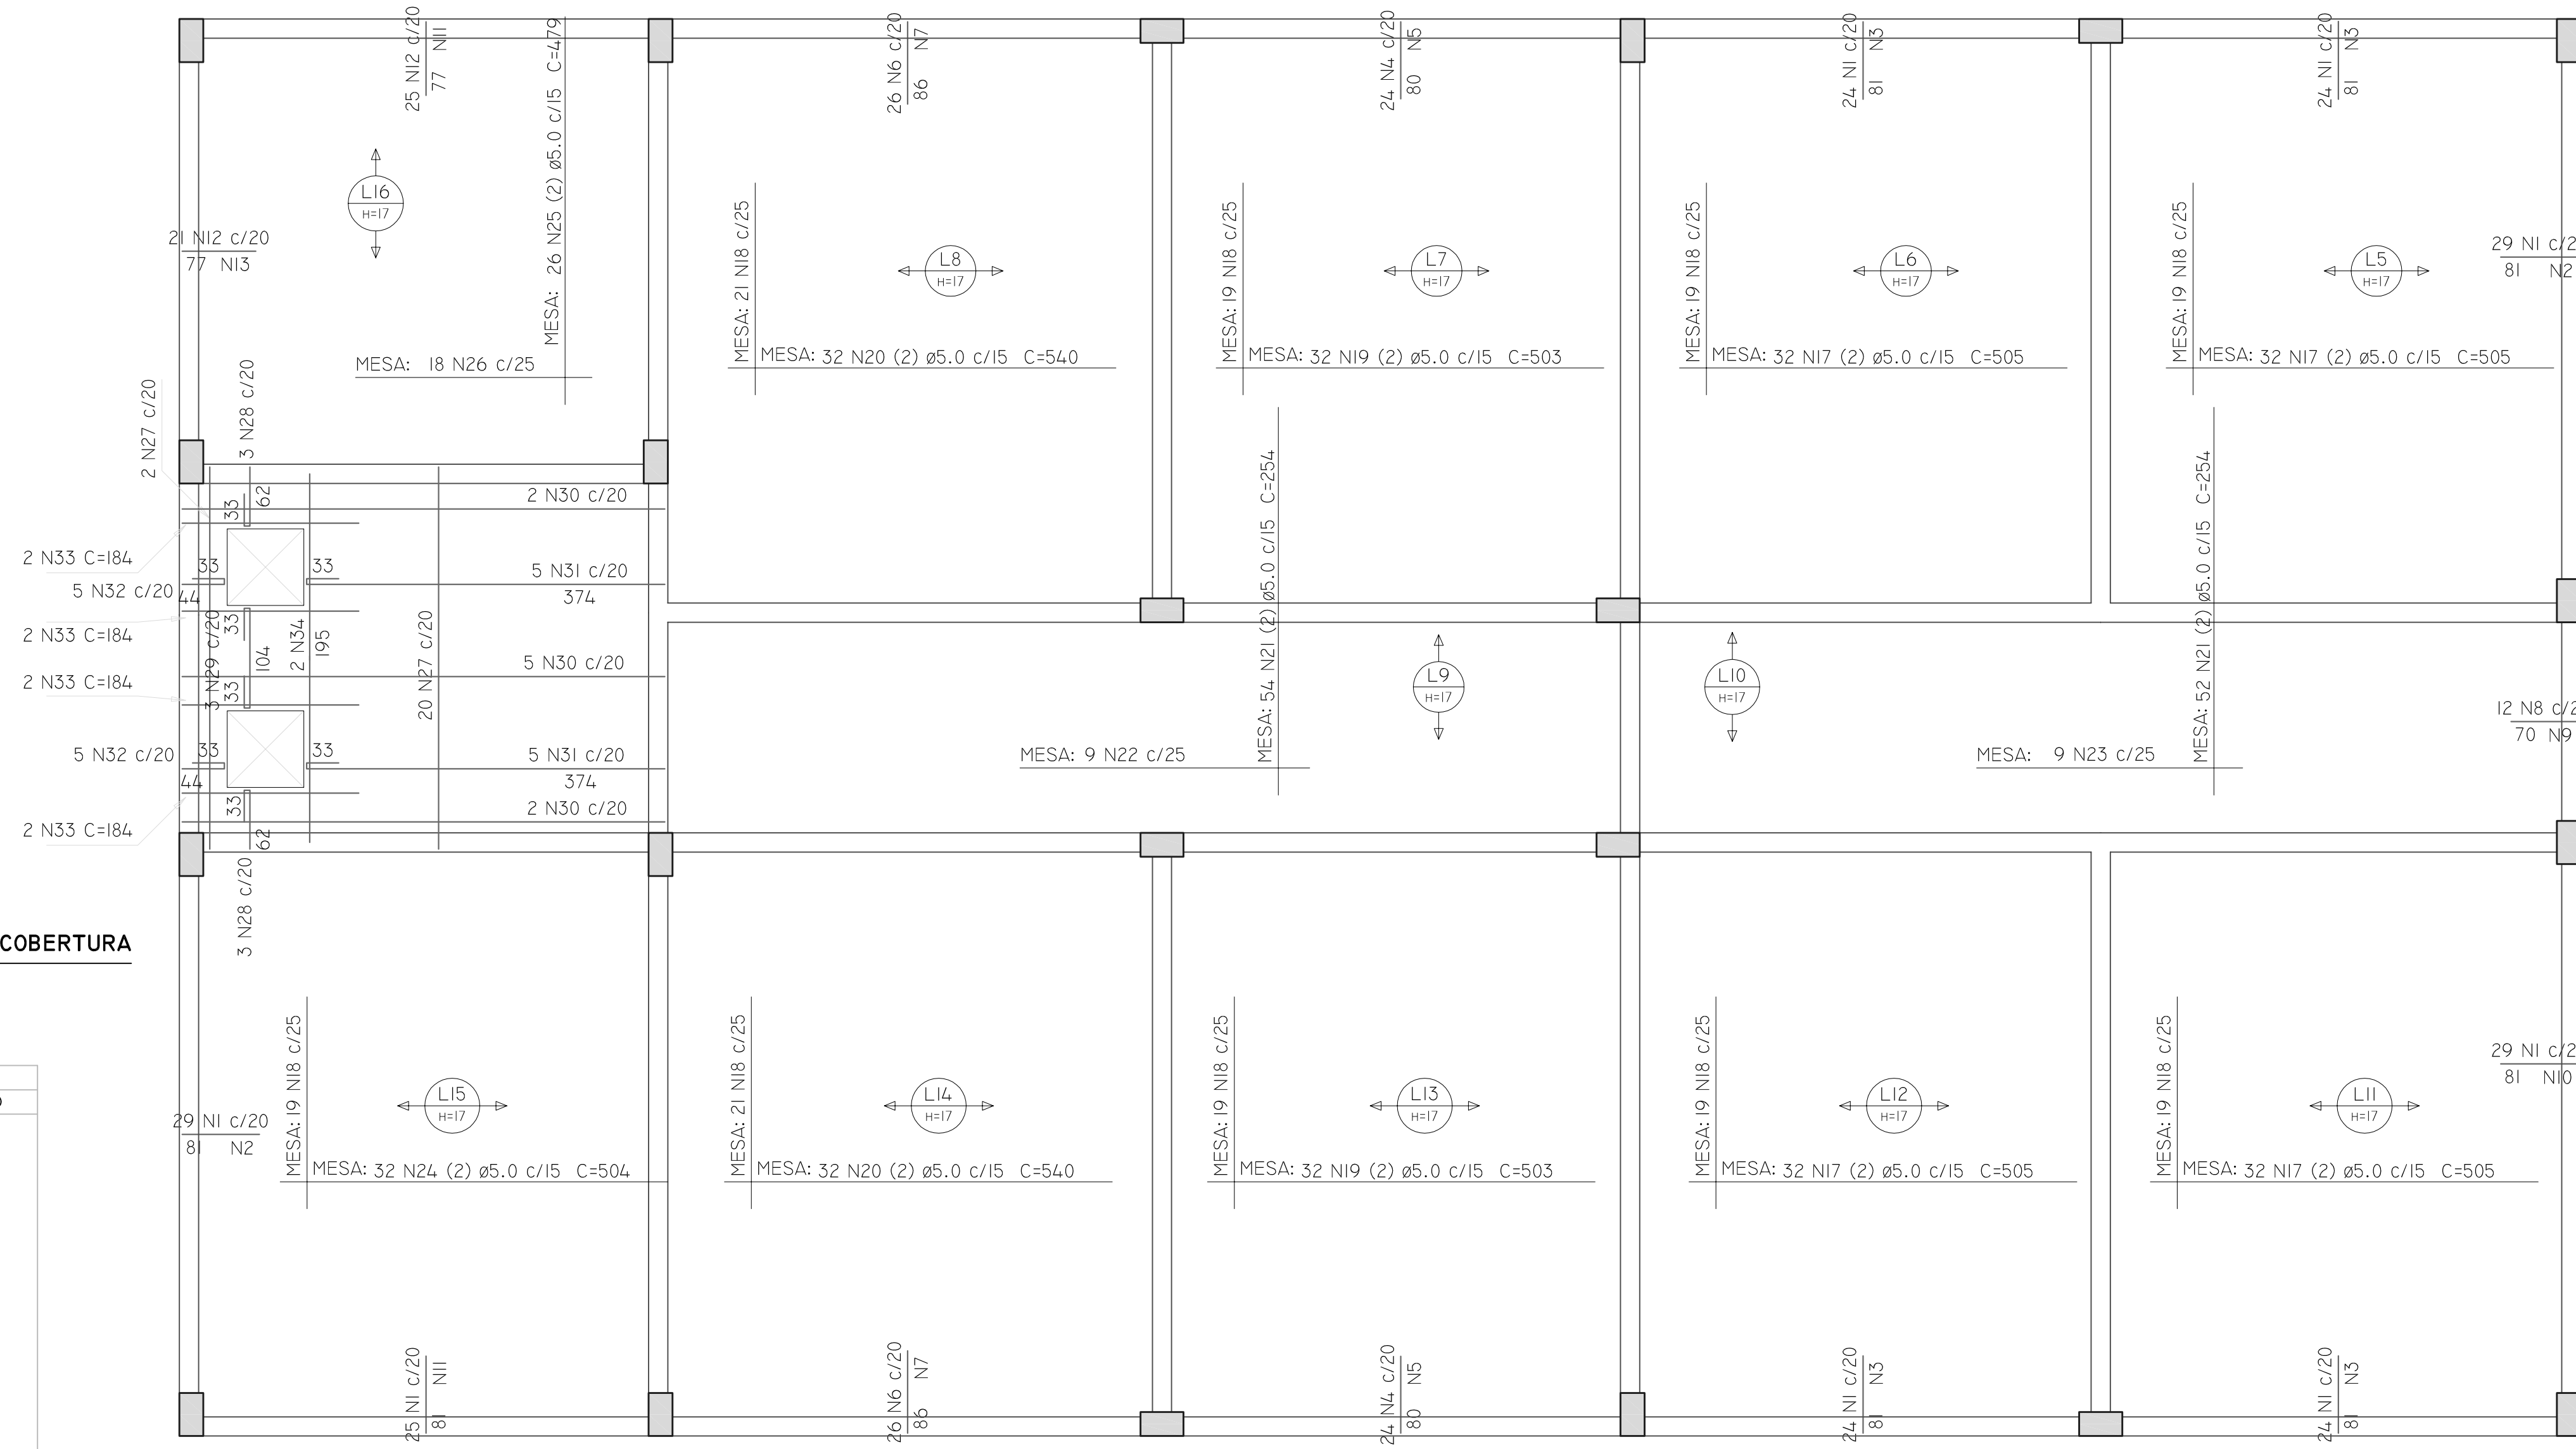 25 N12 c/20
77 N11
MESA: 26 N25 (2) ø5.0 c/15 C=479
26 N6 c/20
86 N7
24 N4 c/20
80 N5
24 N1 c/20
81 N3
24 N1 c/20
81 N3
L16
H=17
21 N12 c/20
77 N13
MESA: 18 N26 c/25
MESA: 21 N18 c/25
L8
H=17
MESA: 32 N20 (2) ø5.0 c/15 C=540
MESA: 19 N18 c/25
L7
H=17
MESA: 32 N19 (2) ø5.0 c/15 C=503
MESA: 19 N18 c/25
L6
H=17
MESA: 32 N17 (2) ø5.0 c/15 C=505
MESA: 19 N18 c/25
L5
H=17
MESA: 32 N17 (2) ø5.0 c/15 C=505
29 N1 c/2
81 N2
2 N27 c/20
3 N28 c/20
33
62
2 N30 c/20
2 N33 C=184
33
33
5 N31 c/20
374
5 N32 c/20
44
2 N33 C=184
33
3 N29 c/20
104
2 N34
195
20 N27 c/20
5 N30 c/20
2 N33 C=184
33
5 N32 c/20
33
33
44
5 N31 c/20
374
2 N30 c/20
33
62
2 N33 C=184
3 N28 c/20
MESA: 54 N21 (2) ø5.0 c/15 C=254
L9
H=17
MESA: 9 N22 c/25
L10
H=17
MESA: 52 N21 (2) ø5.0 c/15 C=254
MESA: 9 N23 c/25
12 N8 c/2
70 N9
COBERTURA
29 N1 c/20
81 N2
MESA: 19 N18 c/25
L15
H=17
MESA: 32 N24 (2) ø5.0 c/15 C=504
MESA: 21 N18 c/25
L14
H=17
MESA: 32 N20 (2) ø5.0 c/15 C=540
MESA: 19 N18 c/25
L13
H=17
MESA: 32 N19 (2) ø5.0 c/15 C=503
MESA: 19 N18 c/25
L12
H=17
MESA: 32 N17 (2) ø5.0 c/15 C=505
MESA: 19 N18 c/25
L11
H=17
MESA: 32 N17 (2) ø5.0 c/15 C=505
29 N1 c/2
81 N10
25 N1 c/20
81 N11
26 N6 c/20
86 N7
24 N4 c/20
80 N5
24 N1 c/20
81 N3
24 N1 c/20
81 N3